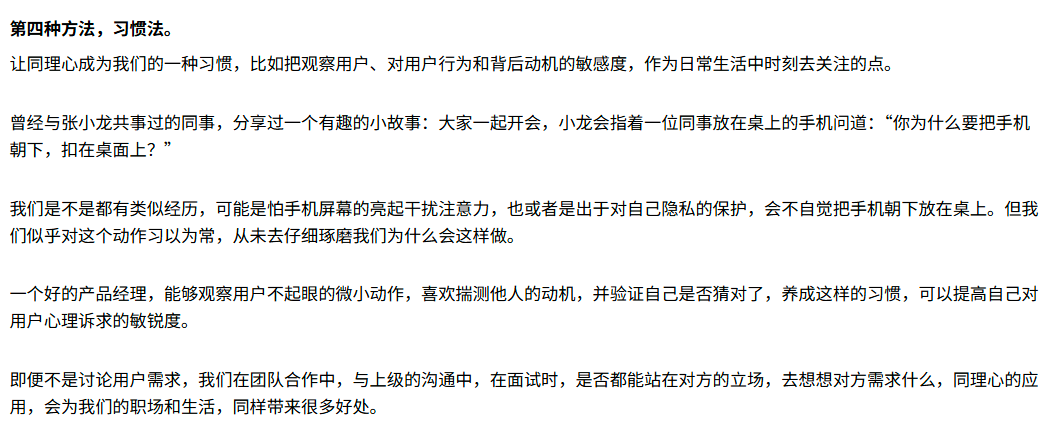 第四种方法，习惯法。
让同理心成为我们的一种习惯，比如把观察用户、对用户行为和背后动机的敏感度，作为日常生活中时刻去关注的点。
曾经与张小龙共事过的同事，分享过一个有趣的小故事：大家一起开会，小龙会指着一位同事放在桌上的手机问道：“你为什么要把手机
朝下，扣在桌面上？”
我们是不是都有类似经历，可能是怕手机屏幕的亮起干扰注意力，也或者是出于对自己隐私的保护，会不自觉把手机朝下放在桌上。但我
们似乎对这个动作习以为常，从未去仔细琢磨我们为什么会这样做。
一个好的产品经理，能够观察用户不起眼的微小动作，喜欢揣测他人的动机，并验证自己是否猜对了，养成这样的习惯，可以提高自己对
用户心理诉求的敏锐度。
即便不是讨论用户需求，我们在团队合作中，与上级的沟通中，在面试时，是否都能站在对方的立场，去想想对方需求什么，同理心的应
用，会为我们的职场和生活，同样带来很多好处。